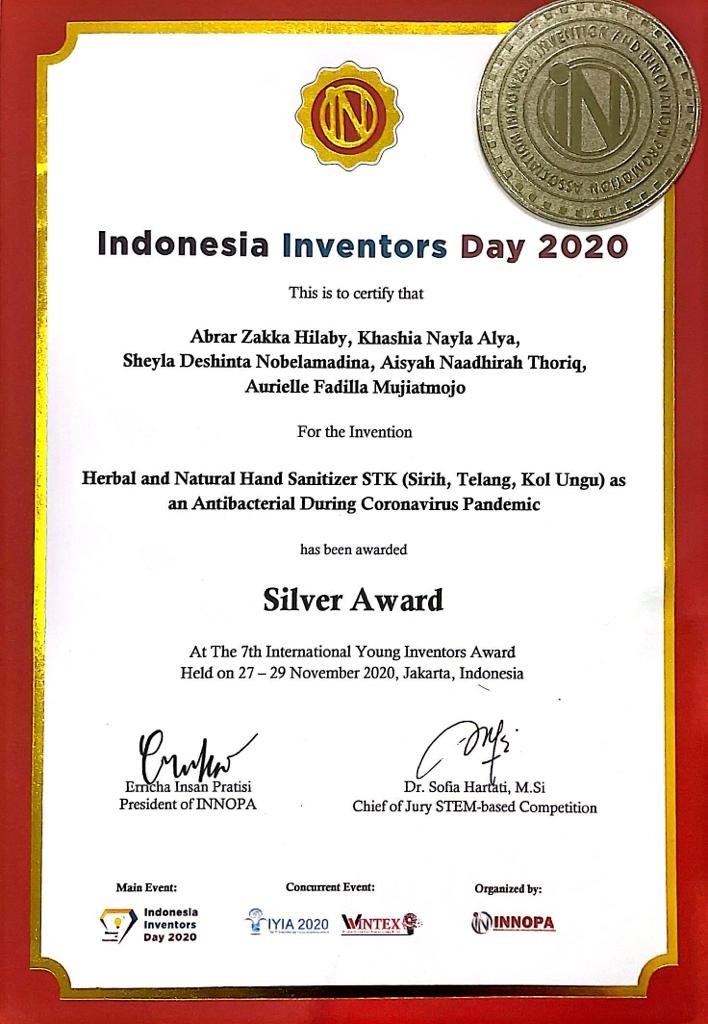 INDONESIA INVENTION AND INNOVATION PROMOTION ASSOCIATION
IN
IN
Indonesia Inventors Day 2020
This is to certify that
Abrar Zakka Hilaby, Khashia Nayla Alya,
Sheyla Deshinta Nobelamadina, Aisyah Naadhirah Thoriq,
Aurielle Fadilla Mujiatmojo
For the Invention
Herbal and Natural Hand Sanitizer STK (Sirih, Telang, Kol Ungu) as
an Antibacterial During Coronavirus Pandemic
has been awarded
Silver Award
At The 7th International Young Inventors Award
Held on 27 – 29 November 2020, Jakarta, Indonesia
Erricha Insan Pratisi
President of INNOPA
Dr. Sofia Hartati, M.Si
Chief of Jury STEM-based Competition
Main Event:
Indonesia
Inventors
Day 2020
Concurrent Event:
IYIA 2020
WINTEX
Organized by:
IN INNOPA